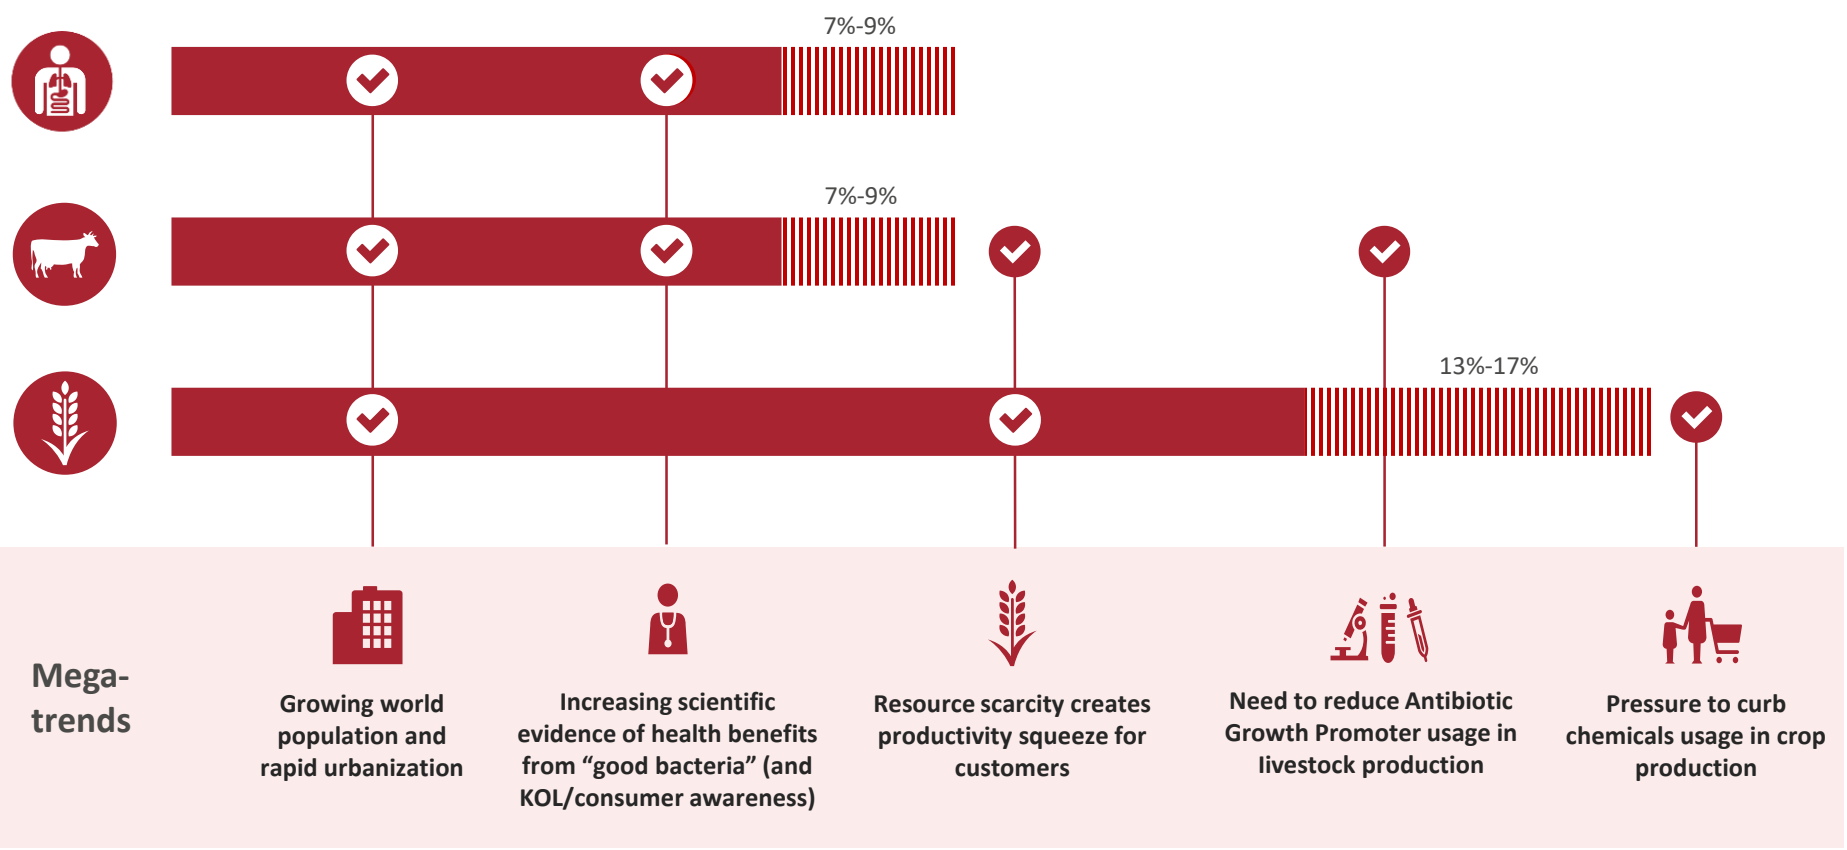 7%-9%
7%-9%
13%-17%
Mega-
trends
Growing world
population and
rapid urbanization
Increasing scientific
evidence of health benefits
from “good bacteria” (and
KOL/consumer awareness)
Resource scarcity creates
productivity squeeze for
customers
Need to reduce Antibiotic
Growth Promoter usage in
livestock production
Pressure to curb
chemicals usage in crop
production